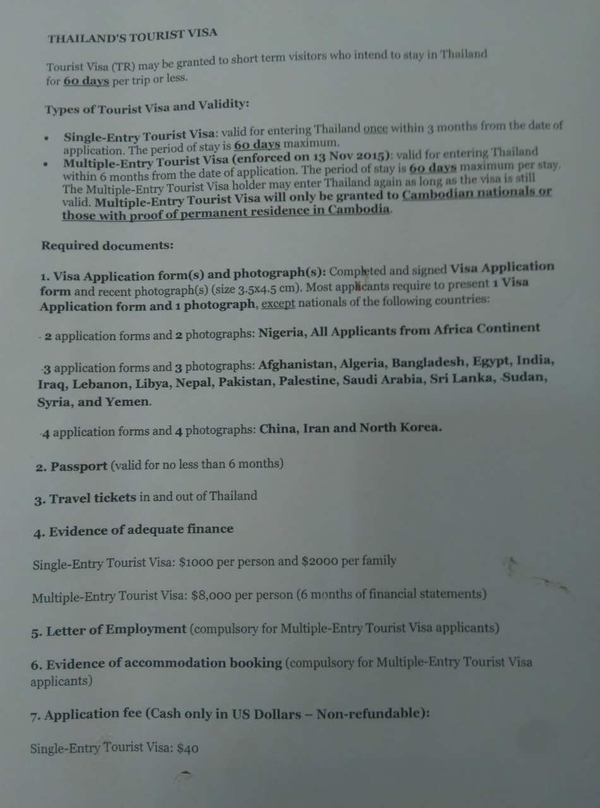 THAILAND'S TOURIST VISA
Tourist Visa (TR) may be granted to short term visitors who intend to stay in Thailand
for 60 days per trip or less.
Types of Tourist Visa and Validity:
• Single-Entry Tourist Visa: valid for entering Thailand once within 3 months from the date of
application. The period of stay is 60 days maximum.
• Multiple-Entry Tourist Visa (enforced on 13 Nov 2015): valid for entering Thailand
within 6 months from the date of application. The period of stay is 60 days maximum per stay.
The Multiple-Entry Tourist Visa holder may enter Thailand again as long as the visa is still
valid. Multiple-Entry Tourist Visa will only be granted to Cambodian nationals or
those with proof of permanent residence in Cambodia.
Required documents:
1. Visa Application form(s) and photograph(s): Completed and signed Visa Application
form and recent photograph(s) (size 3.5x4.5 cm). Most applicants require to present 1 Visa
Application form and 1 photograph, except nationals of the following countries:
- 2 application forms and 2 photographs: Nigeria, All Applicants from Africa Continent
-3 application forms and 3 photographs: Afghanistan, Algeria, Bangladesh, Egypt, India,
Iraq, Lebanon, Libya, Nepal, Pakistan, Palestine, Saudi Arabia, Sri Lanka, Sudan,
Syria, and Yemen.
-4 application forms and 4 photographs: China, Iran and North Korea.
2. Passport (valid for no less than 6 months)
3. Travel tickets in and out of Thailand
4. Evidence of adequate finance
Single-Entry Tourist Visa: $1000 per person and $2000 per family
Multiple-Entry Tourist Visa: $8,000 per person (6 months of financial statements)
5. Letter of Employment (compulsory for Multiple-Entry Tourist Visa applicants)
6. Evidence of accommodation booking (compulsory for Multiple-Entry Tourist Visa
applicants)
7. Application fee (Cash only in US Dollars – Non-refundable):
Single-Entry Tourist Visa: $40